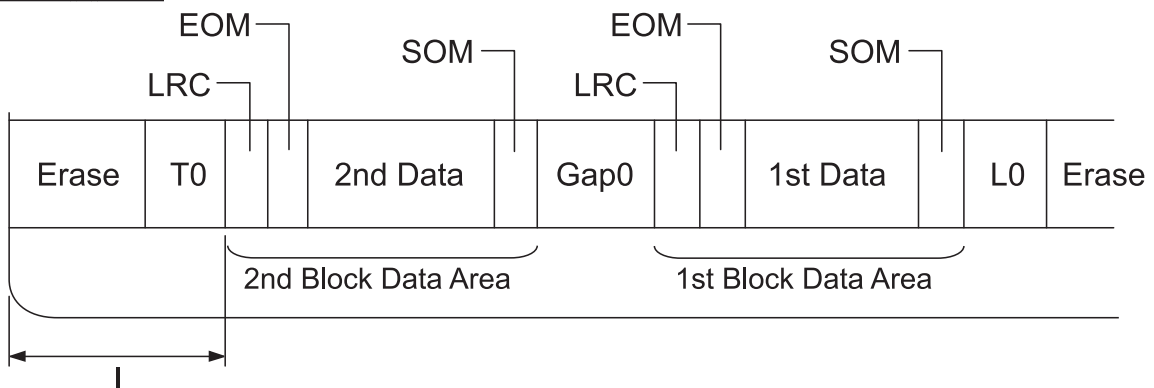 EOM
EOM
SOM
SOM
LRC
LRC
Erase T0 2nd Data Gap0 1st Data L0 Erase
2nd Block Data Area 1st Block Data Area
l